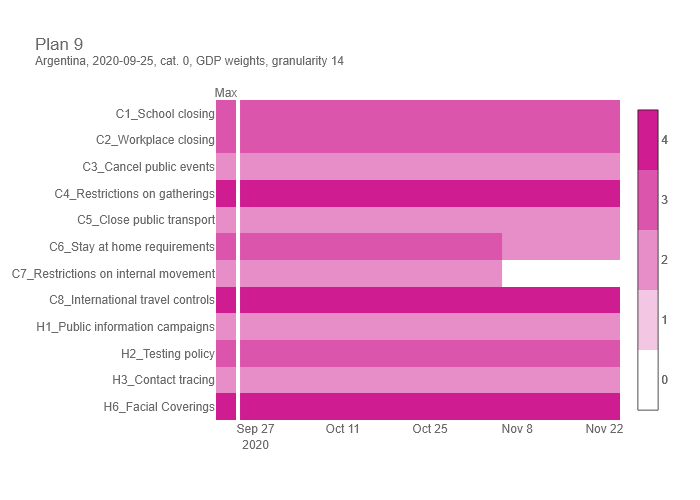 Plan 9
Argentina, 2020-09-25, cat. 0, GDP weights, granularity 14
Max
C1_School closing
C2_Workplace closing
C3_Cancel public events
C4_Restrictions on gatherings
C5_Close public transport
C6_Stay at home requirements
C7_Restrictions on internal movement
C8_International travel controls
H1_Public information campaigns
H2_Testing policy
H3_Contact tracing
H6_Facial Coverings
Sep 27 Oct 11 Oct 25 Nov 8 Nov 22
2020
4
3
2
1
0